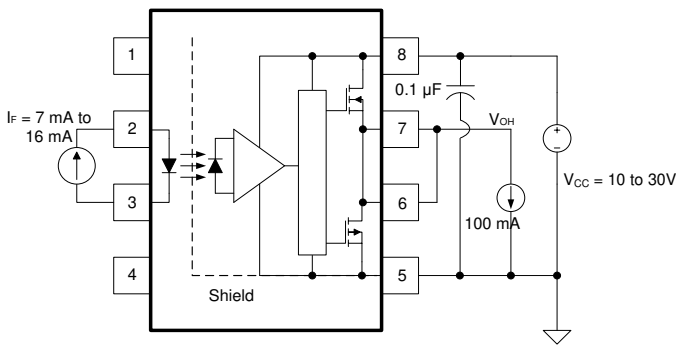 1
8
0.1 µF
IF = 7 mA to
16 mA
2
7
VOH
+
−
VCC = 10 to 30V
3
6
100 mA
4
5
Shield